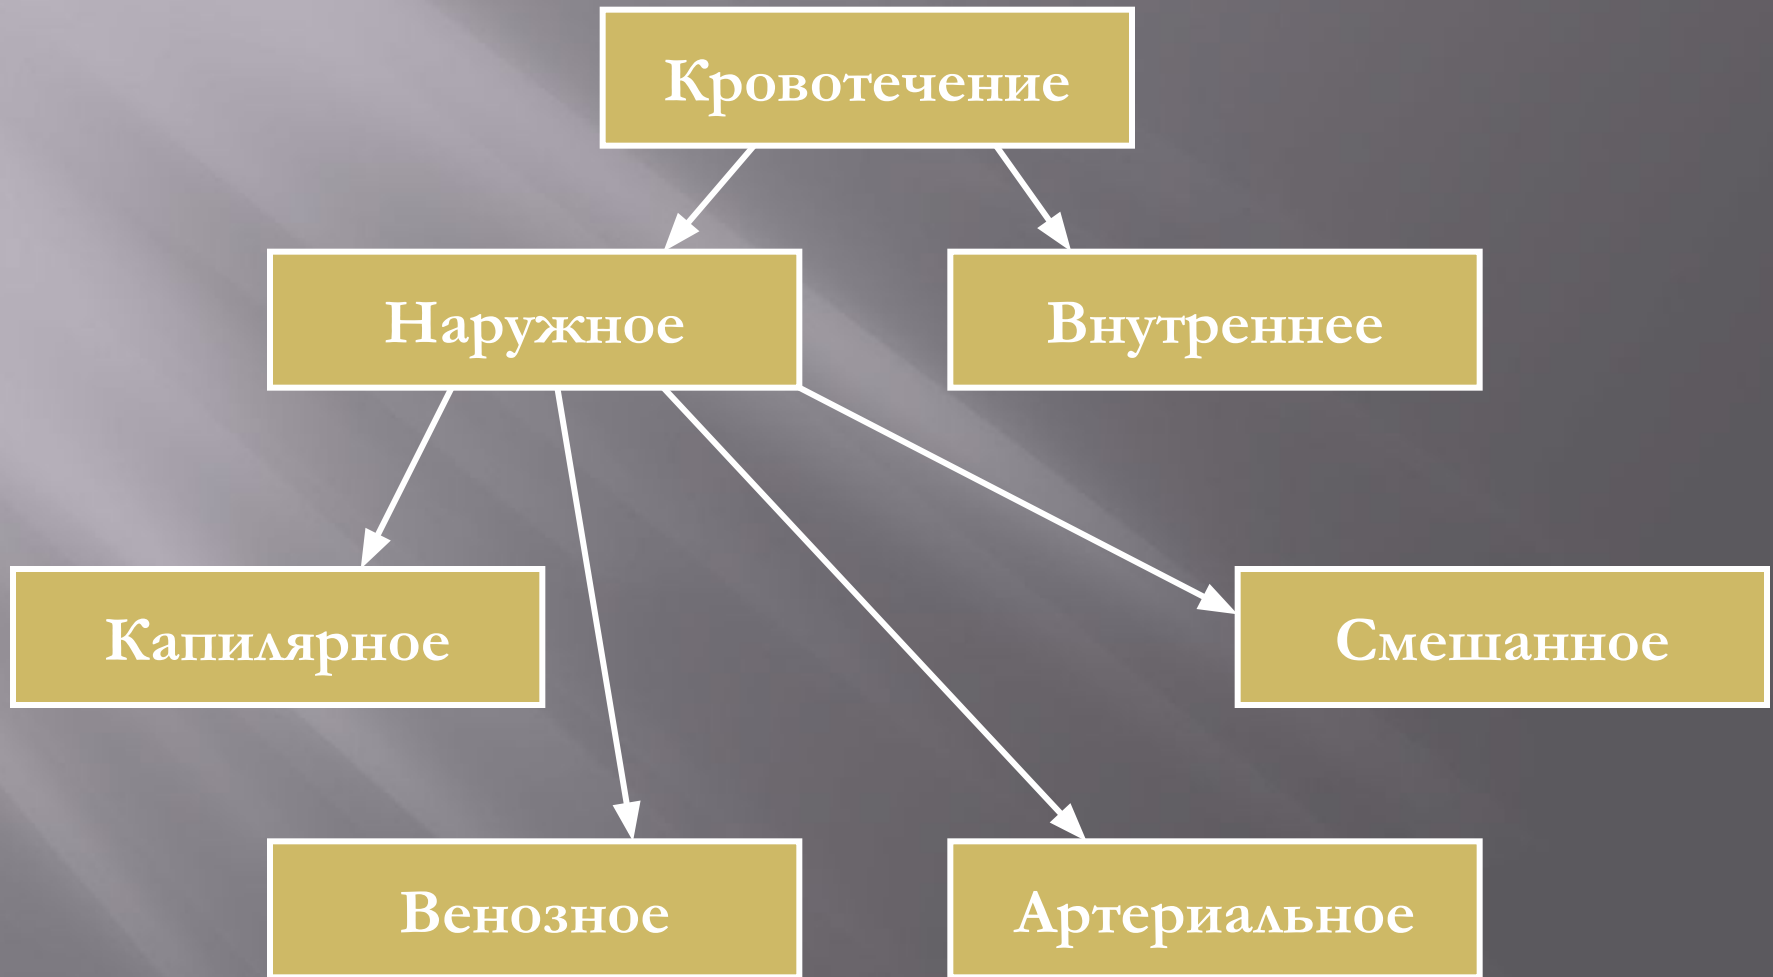 Кровотечение
Наружное
Внутреннее
Капилярное
Смешанное
Венозное
Артериальное